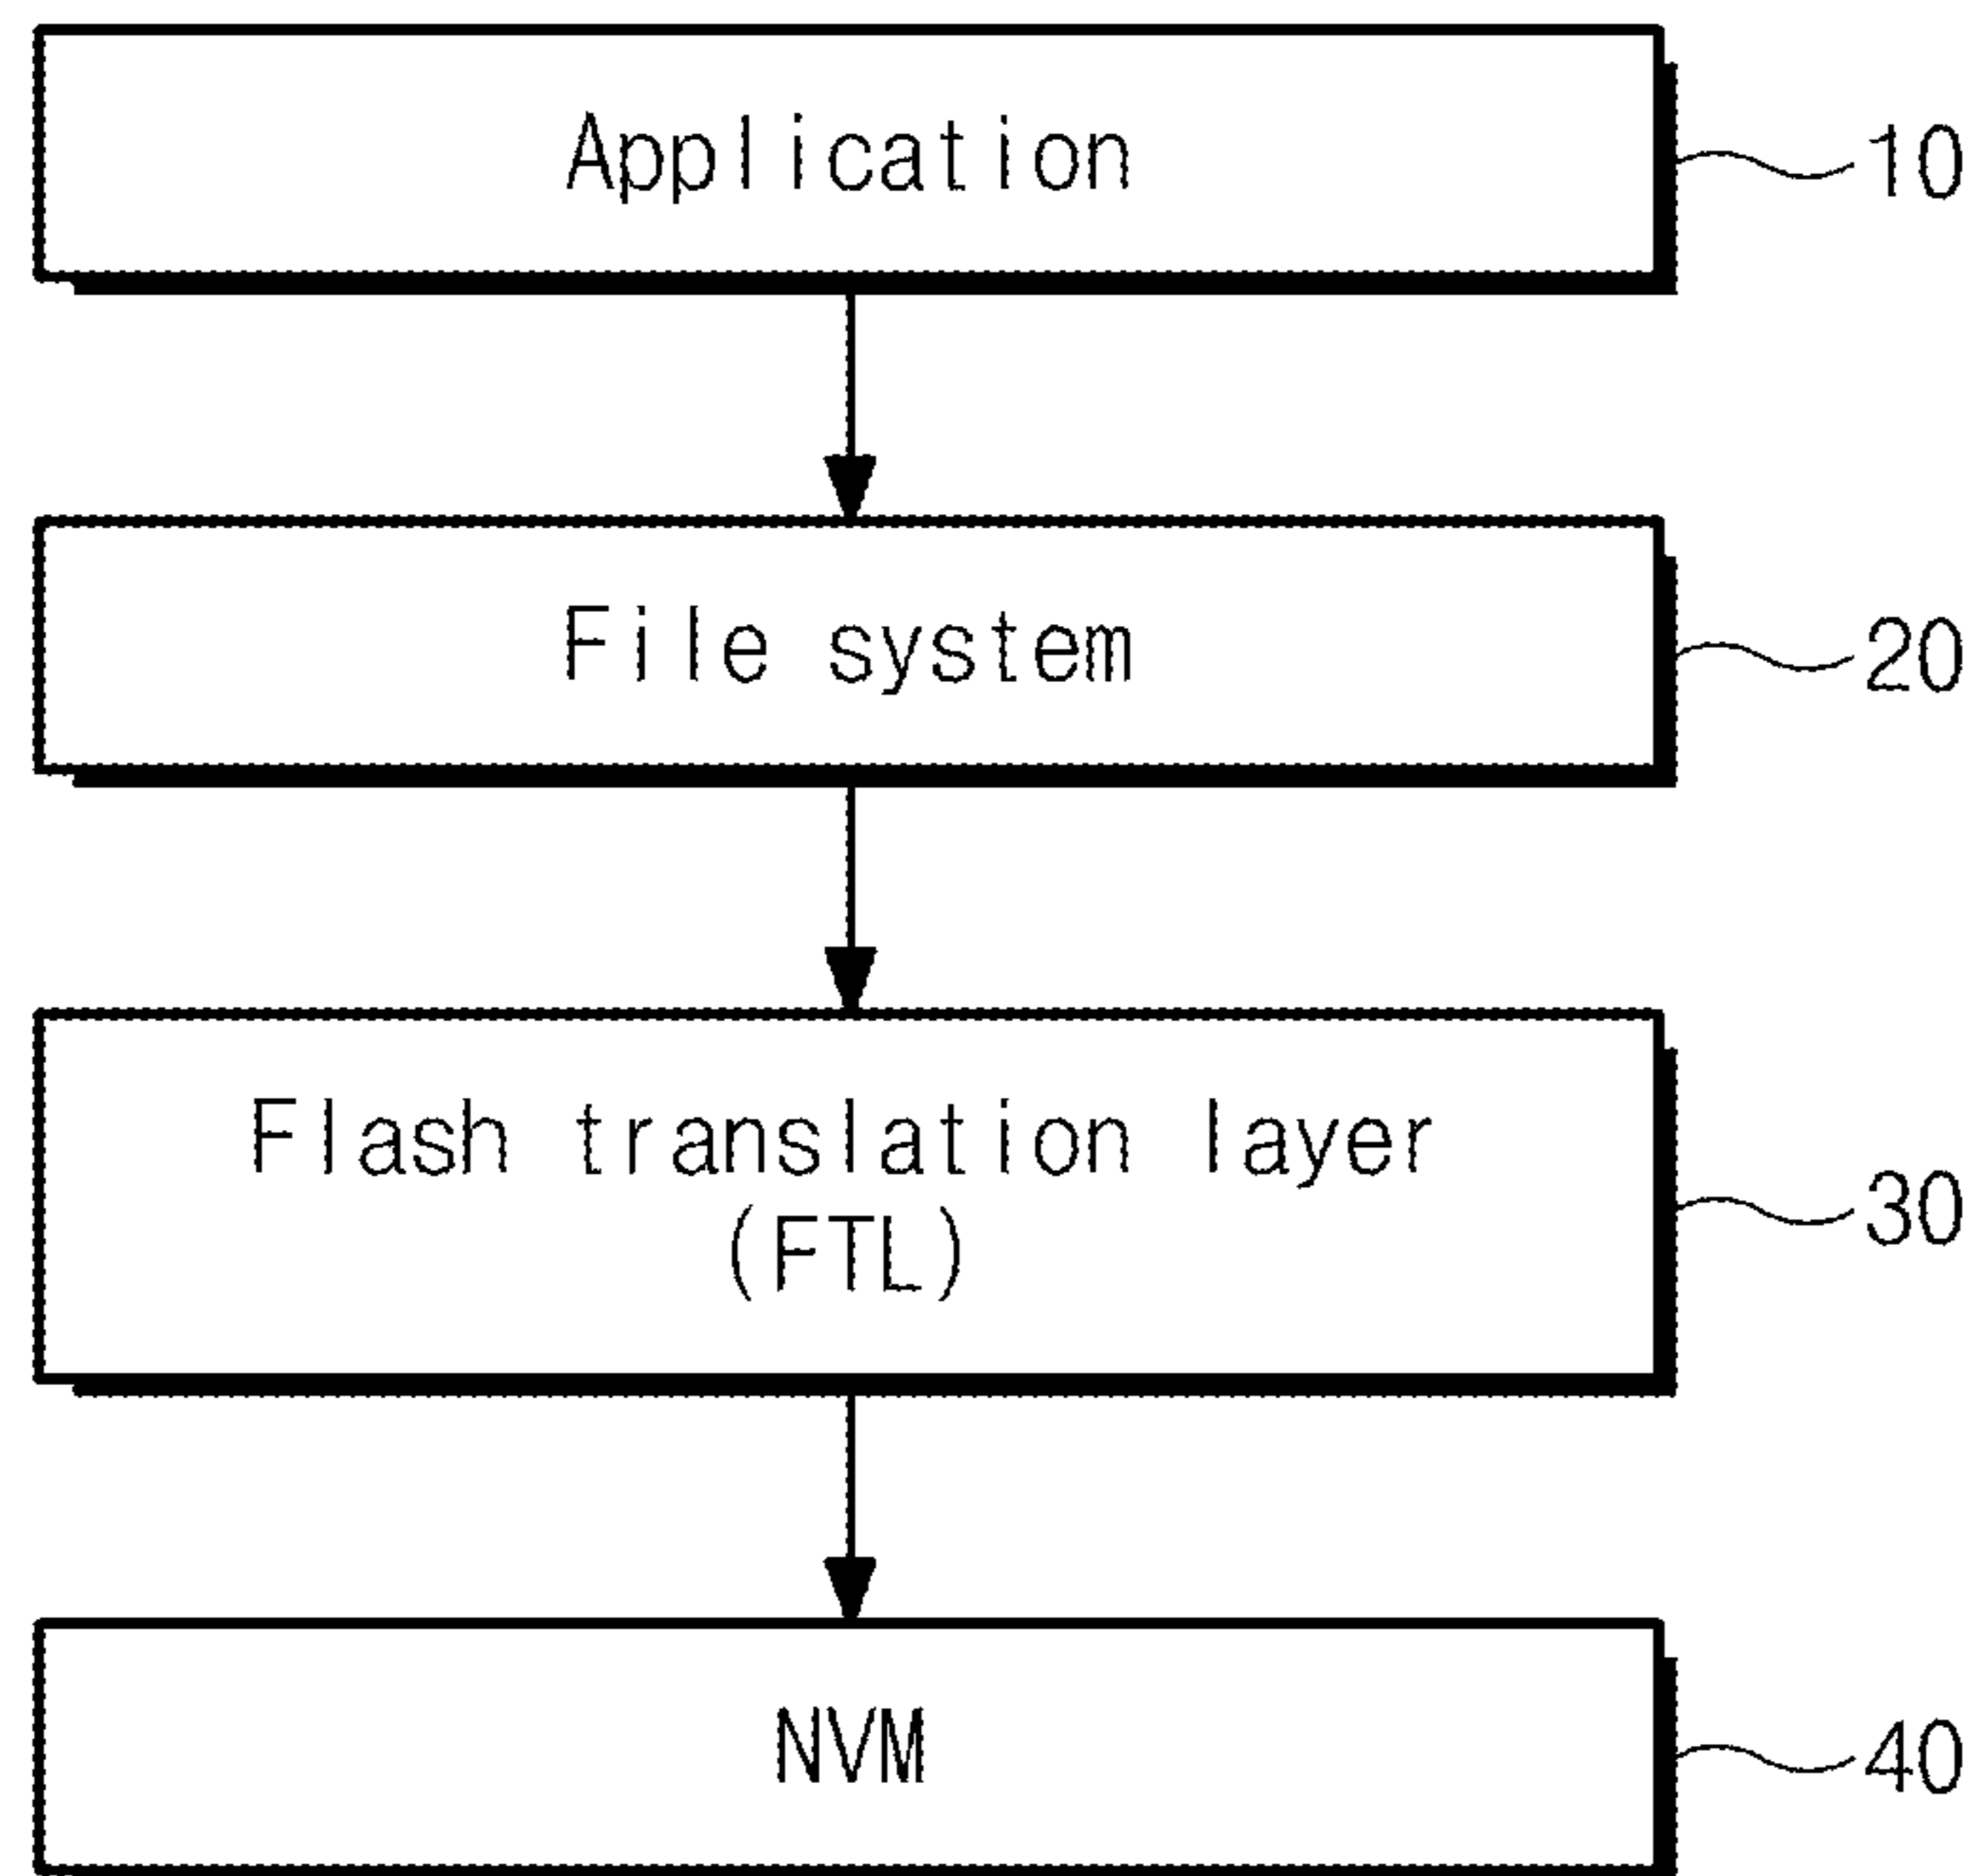 Application
10
File system
20
Flash translation layer
(FTL)
30
NVM
40